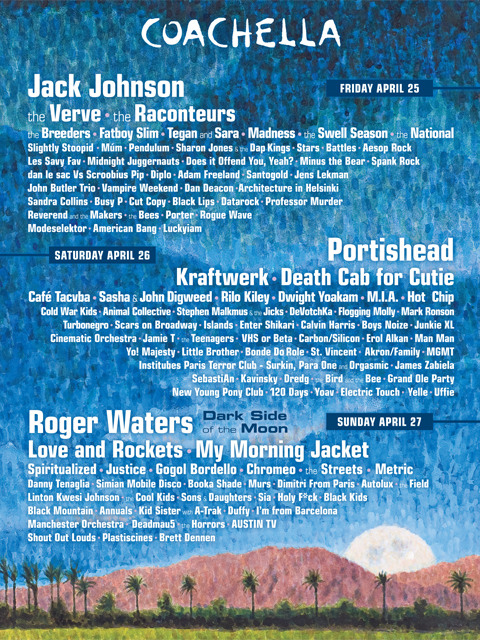 COACHELLA
FRIDAY APRIL 25
Jack Johnson
the Verve • the Raconteurs
the Breeders • Fatboy Slim • Tegan and Sara • Madness • the Swell Season • the National
Slightly Stoopid · Múm · Pendulum · Sharon Jones & the Dap Kings · Stars · Battles · Aesop Rock
Les Savy Fav · Midnight Juggernauts · Does it Offend You, Yeah? · Minus the Bear · Spank Rock
dan le sac Vs Scroobius Pip · Diplo · Adam Freeland · Santogold · Jens Lekman
John Butler Trio · Vampire Weekend · Dan Deacon · Architecture in Helsinki
Sandra Collins · Busy P · Cut Copy · Black Lips · Datarock · Professor Murder
Reverend and the Makers · the Bees · Porter · Rogue Wave
Modeselektor · American Bang · Luckyiam
SATURDAY APRIL 26
Portishead
Kraftwerk • Death Cab for Cutie
Café Tacvba • Sasha & John Digweed • Rilo Kiley • Dwight Yoakam • M.I.A. • Hot Chip
Cold War Kids · Animal Collective · Stephen Malkmus & the Jicks · DeVotchKa · Flogging Molly · Mark Ronson
Turbonegro · Scars on Broadway · Islands · Enter Shikari · Calvin Harris · Boys Noize · Junkie XL
Cinematic Orchestra · Jamie T · the Teenagers · VHS or Beta · Carbon/Silicon · Erol Alkan · Man Man
Yo! Majesty · Little Brother · Bonde Do Role · St. Vincent · Akron/Family · MGMT
Institubes Paris Terror Club - Surkin, Para One and Orgasmic · James Zabiela
SebastiAn · Kavinsky · Dredg · the Bird and the Bee · Grand Ole Party
New Young Pony Club · 120 Days · Yoav · Electric Touch · Yelle · Uffie
SUNDAY APRIL 27
Roger Waters Dark Side of the Moon
Love and Rockets • My Morning Jacket
Spiritualized • Justice • Gogol Bordello • Chromeo • the Streets • Metric
Danny Tenaglia · Simian Mobile Disco · Booka Shade · Murs · Dimitri From Paris · Autolux · the Field
Linton Kwesi Johnson · the Cool Kids · Sons & Daughters · Sia · Holy F*ck · Black Kids
Black Mountain · Annuals · Kid Sister with A-Trak · Duffy · I'm from Barcelona
Manchester Orchestra · Deadmau5 · the Horrors · AUSTIN TV
Shout Out Louds · Plastiscines · Brett Dennen